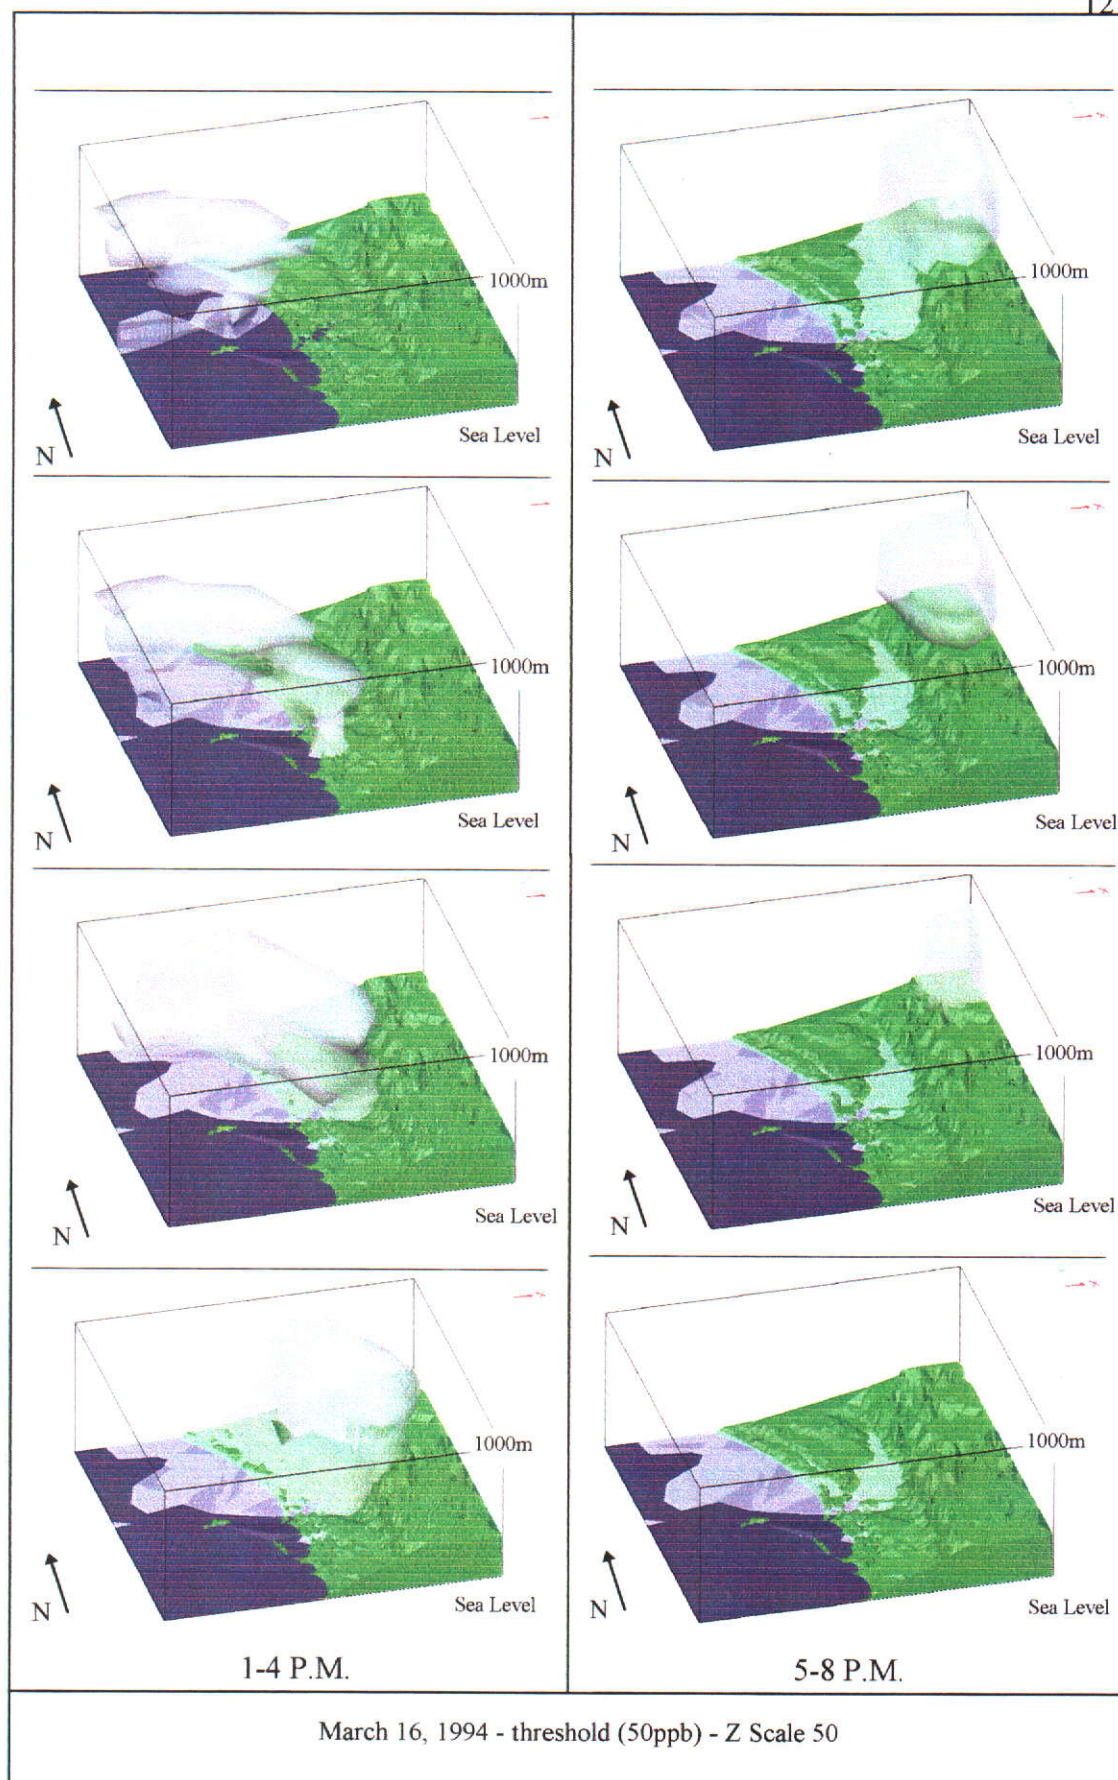 12
1000m
Sea Level
N
1000m
Sea Level
N
1000m
Sea Level
N
1000m
Sea Level
N
1-4 P.M.
1000m
Sea Level
N
1000m
Sea Level
N
1000m
Sea Level
N
1000m
Sea Level
N
5-8 P.M.
March 16, 1994 - threshold (50ppb) - Z Scale 50